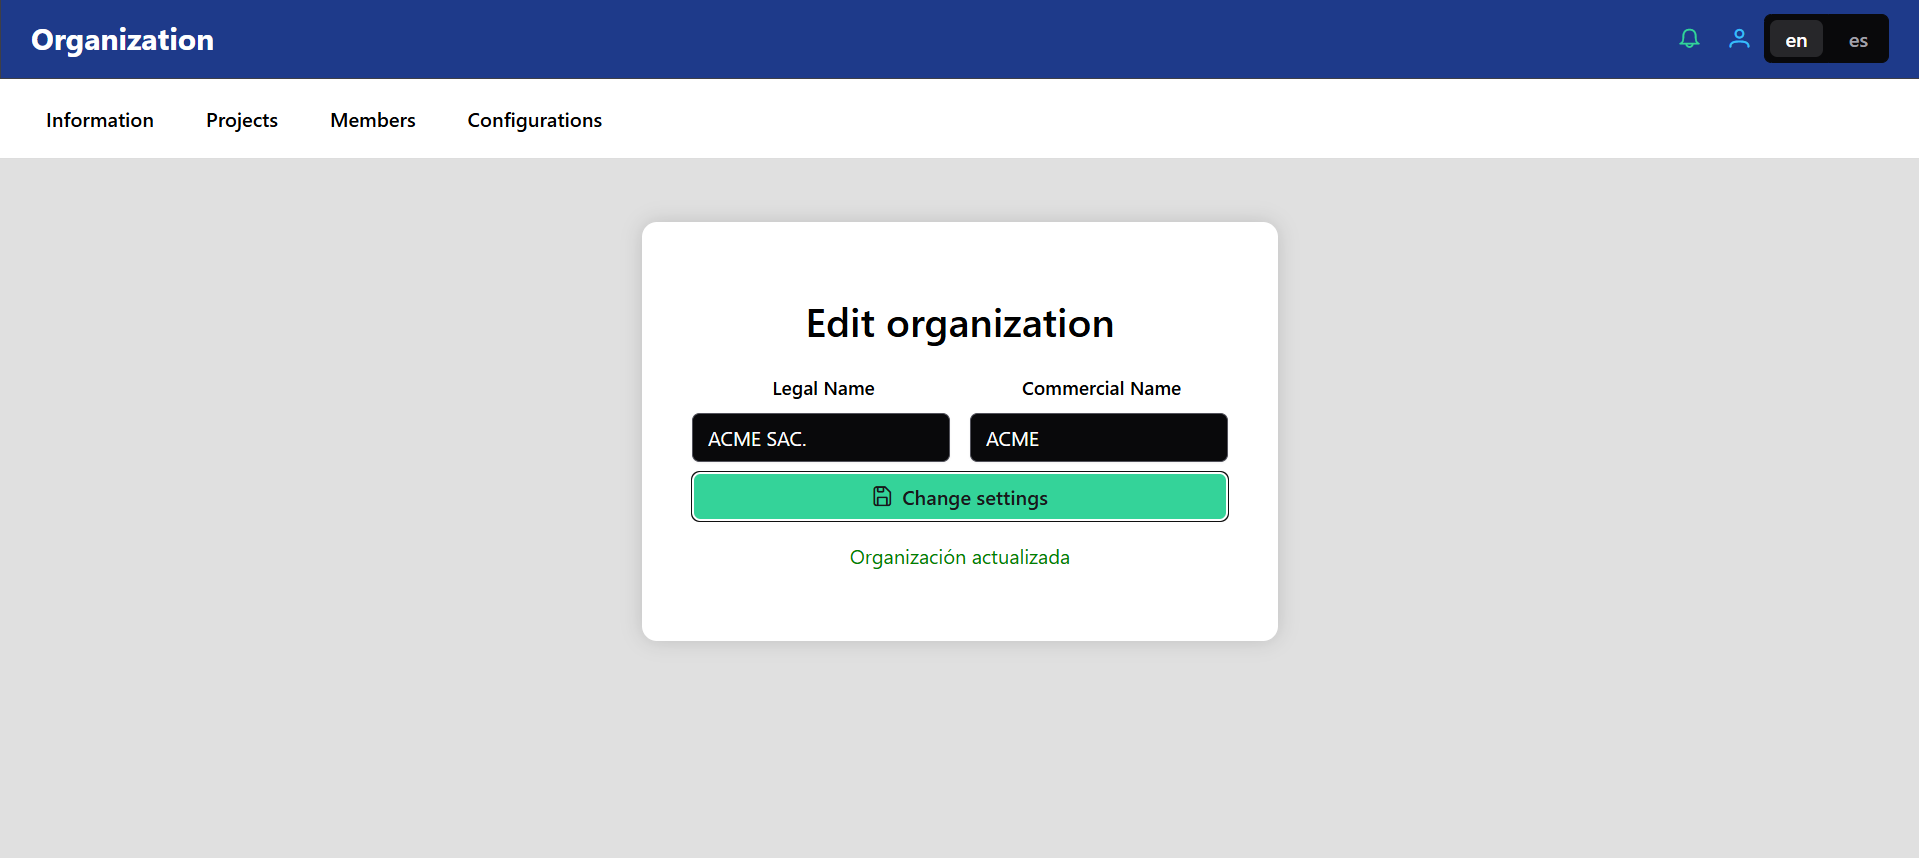 Organization
en es
Information Projects Members Configurations
Edit organization
Legal Name Commercial Name
ACME SAC. ACME
Change settings
Organización actualizada